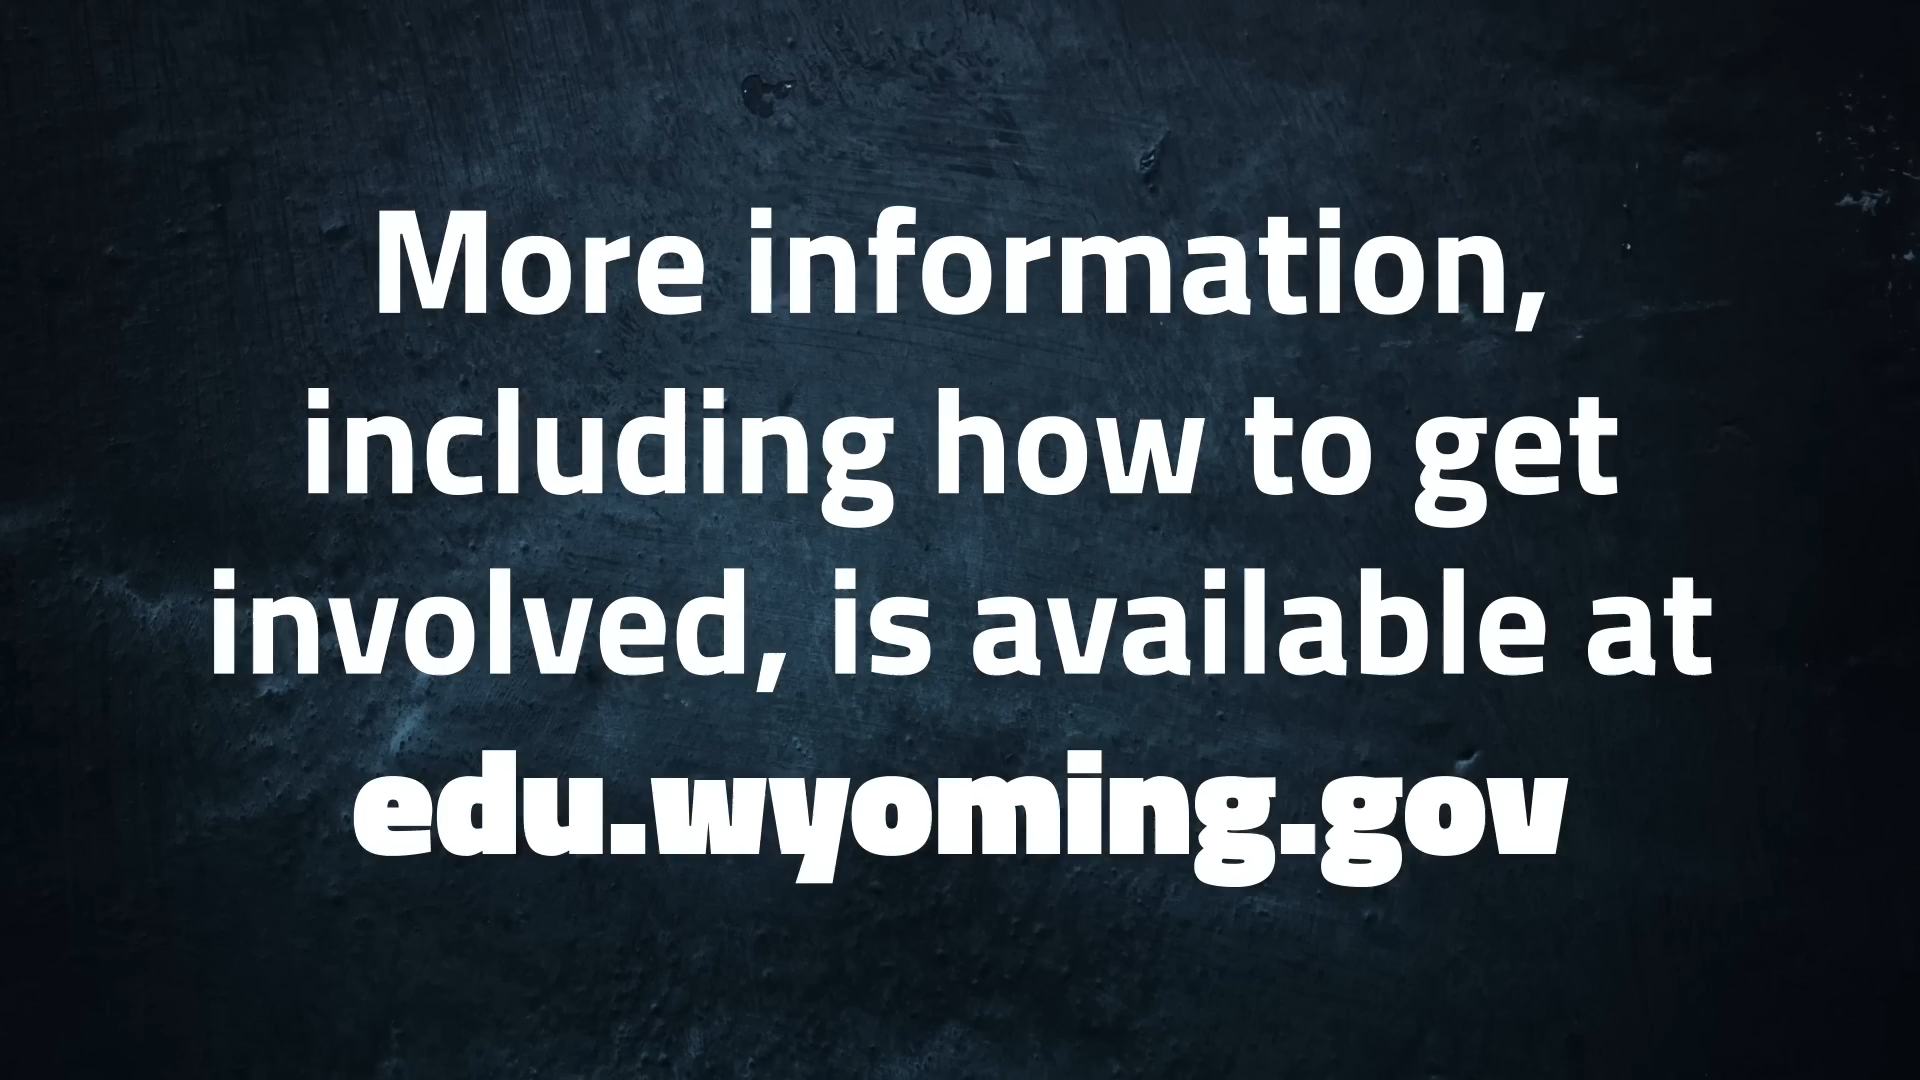 More information,
including how to get
involved, is available at
edu.wyoming.gov